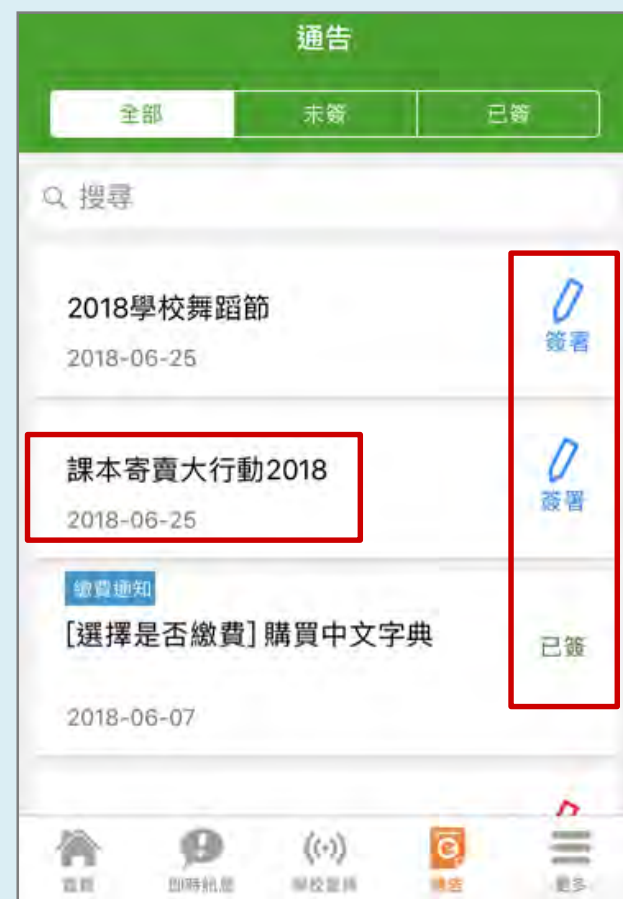 通告
全部 未簽 已簽
搜尋
2018學校舞蹈節
2018-06-25
簽署
課本寄賣大行動2018
2018-06-25
簽署
繳費通知
[選擇是否繳費] 購買中文字典
已簽
2018-06-07
首頁 即時訊息 學校宣佈 通告 更多